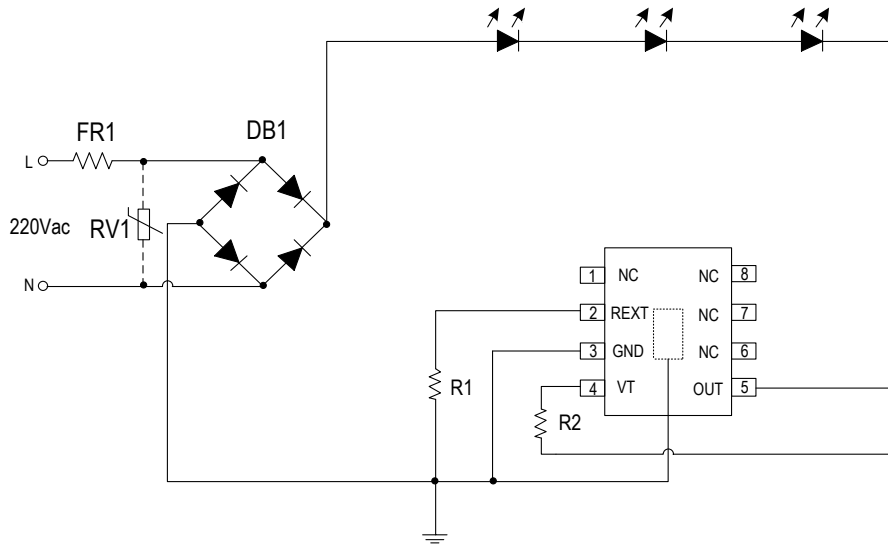 FR1
DB1
L
220Vac
RV1
N
1
NC
NC
8
2
REXT
NC
7
3
GND
NC
6
4
VT
OUT
5
R1
R2